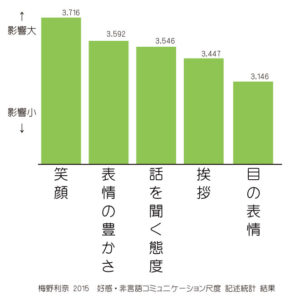 ↑
影響大
影響小
↓
3.716
3.592
3.546
3.447
3.146
笑顔
表情の豊かさ
話を聞く態度
挨拶
目の表情
梅野利奈 2015 好感・非言語コミュニケーション尺度 記述統計 結果